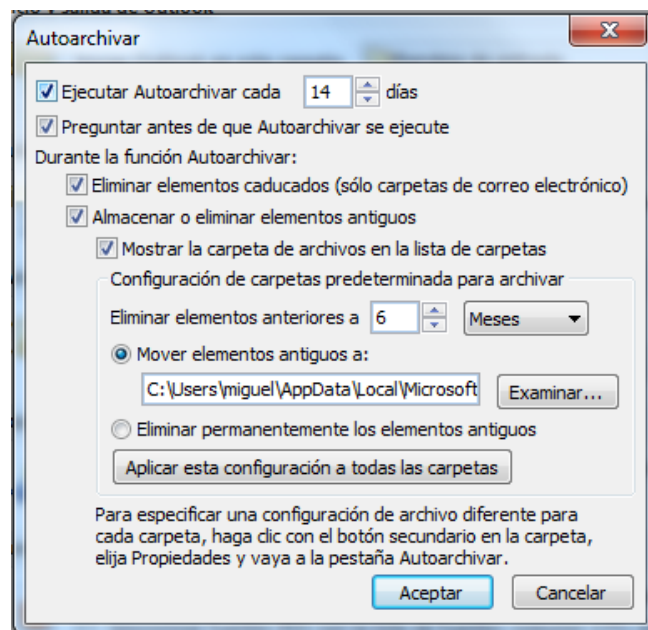 Autoarchivar
Ejecutar Autoarchivar cada 14 días
Preguntar antes de que Autoarchivar se ejecute
Durante la función Autoarchivar:
Eliminar elementos caducados (sólo carpetas de correo electrónico)
Almacenar o eliminar elementos antiguos
Mostrar la carpeta de archivos en la lista de carpetas
Configuración de carpetas predeterminada para archivar
Eliminar elementos anteriores a 6 Meses
Mover elementos antiguos a:
C:\Users\miguel\AppData\Local\Microsoft Examinar...
Eliminar permanentemente los elementos antiguos
Aplicar esta configuración a todas las carpetas
Para especificar una configuración de archivo diferente para
cada carpeta, haga clic con el botón secundario en la carpeta,
elija Propiedades y vaya a la pestaña Autoarchivar.
Aceptar Cancelar